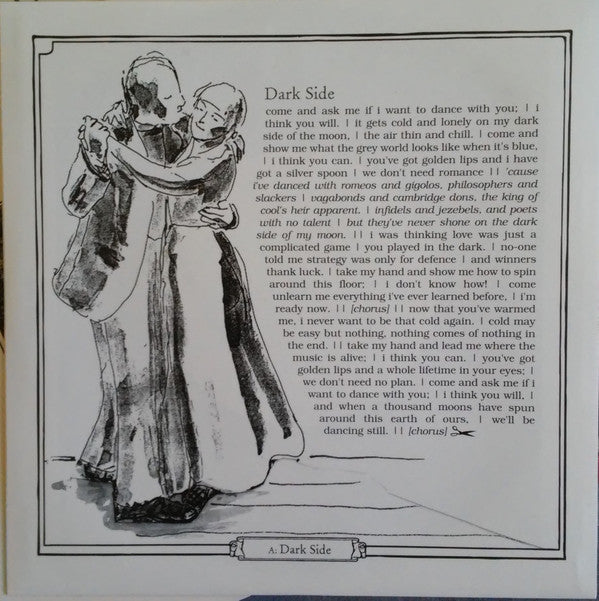 Dark Side
come and ask me if i want to dance with you; | i
think you will. | it gets cold and lonely on my dark
side of the moon, | the air thin and chill. | come and
show me what the grey world looks like when it's blue,
| i think you can. | you've got golden lips and i have
got a silver spoon | we don't need romance || 'cause
i've danced with romeos and gigolos, philosophers and
slackers | vagabonds and cambridge dons, the king of
cool's heir apparent. | infidels and jezebels, and poets
with no talent | but they've never shone on the dark
side of my moon. || i was thinking love was just a
complicated game | you played in the dark. | no-one
told me strategy was only for defence | and winners
thank luck. | take my hand and show me how to spin
around this floor; | i don't know how! | come
unlearn me everything i've ever learned before, | i'm
ready now. || [chorus] || now that you've warmed
me, i never want to be that cold again. | cold may
be easy but nothing, nothing comes of nothing in
the end. || take my hand and lead me where the
music is alive; | i think you can. | you've got
golden lips and a whole lifetime in your eyes; |
we don't need no plan. | come and ask me if i
want to dance with you; | i think you will, |
and when a thousand moons have spun
around this earth of ours, | we'll be
dancing still. || [chorus]
A: Dark Side